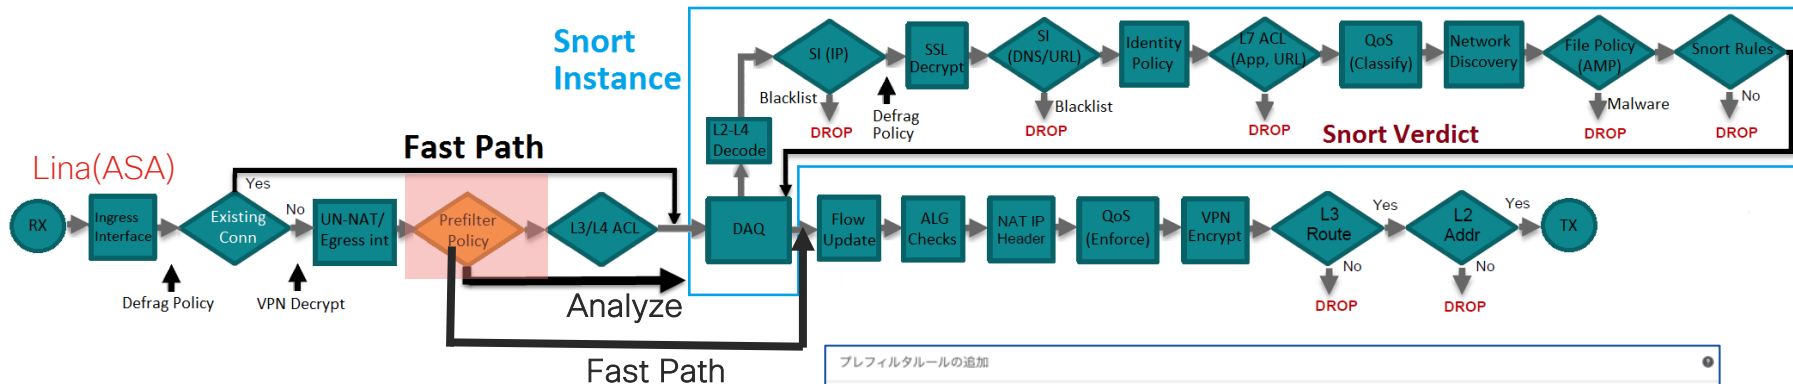 Snort
Instance
SI (IP)
SSL
Decrypt
SI
(DNS/URL)
Identity
Policy
L7 ACL
(App, URL)
QoS
(Classify)
Network
Discovery
File Policy
(AMP)
Snort Rules
Blacklist
DROP
Defrag
Policy
Blacklist
DROP
DROP
Malware
DROP
No
DROP
Snort Verdict
L2-L4
Decode
Fast Path
Lina(ASA)
RX
Ingress
Interface
Existing
Conn
Yes
No
UN-NAT/
Egress int
Prefilter
Policy
L3/L4 ACL
DAQ
Flow
Update
ALG
Checks
NAT IP
Header
QoS
(Enforce)
VPN
Encrypt
L3
Route
Yes
L2
Addr
Yes
TX
No
DROP
No
DROP
Defrag Policy
VPN Decrypt
Analyze
Fast Path
プレフィルタルールの追加
?